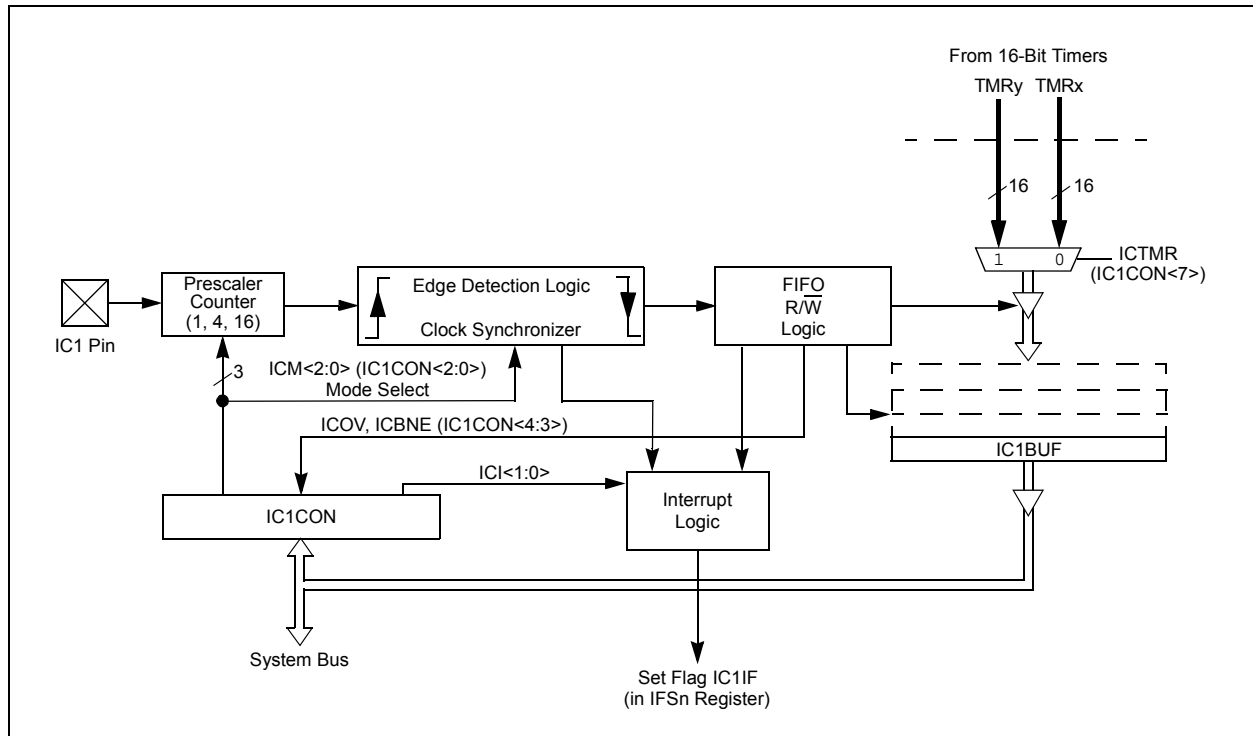 From 16-Bit Timers
TMRy TMRx
16 16
1 0
ICTMR
(IC1CON<7>)
Prescaler
Counter
(1, 4, 16)
IC1 Pin
Edge Detection Logic
Clock Synchronizer
FIFO
R/W̅
Logic
3
ICM<2:0> (IC1CON<2:0>)
Mode Select
ICOV, ICBNE (IC1CON<4:3>)
IC1BUF
ICI<1:0>
IC1CON
Interrupt
Logic
System Bus
Set Flag IC1IF
(in IFSn Register)